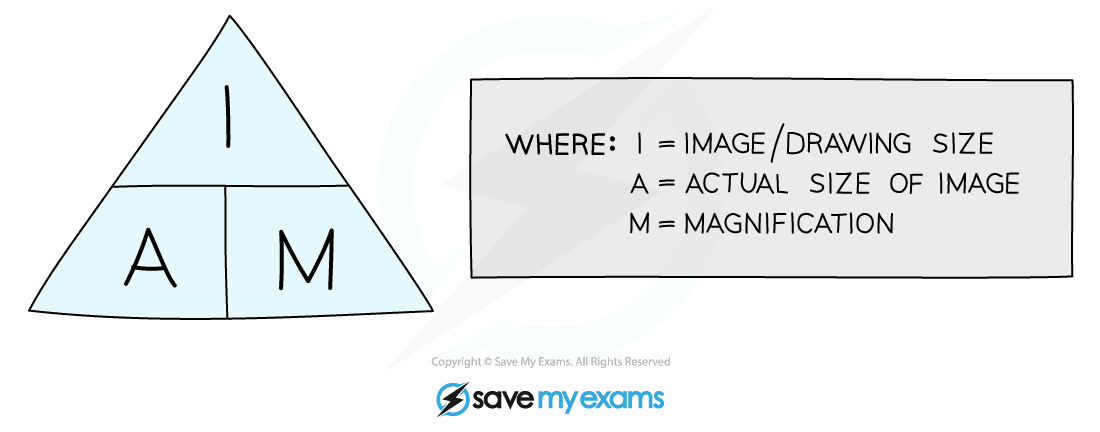 I
A M
WHERE: I = IMAGE/DRAWING SIZE
A = ACTUAL SIZE OF IMAGE
M = MAGNIFICATION
Copyright © Save My Exams. All Rights Reserved
save my exams